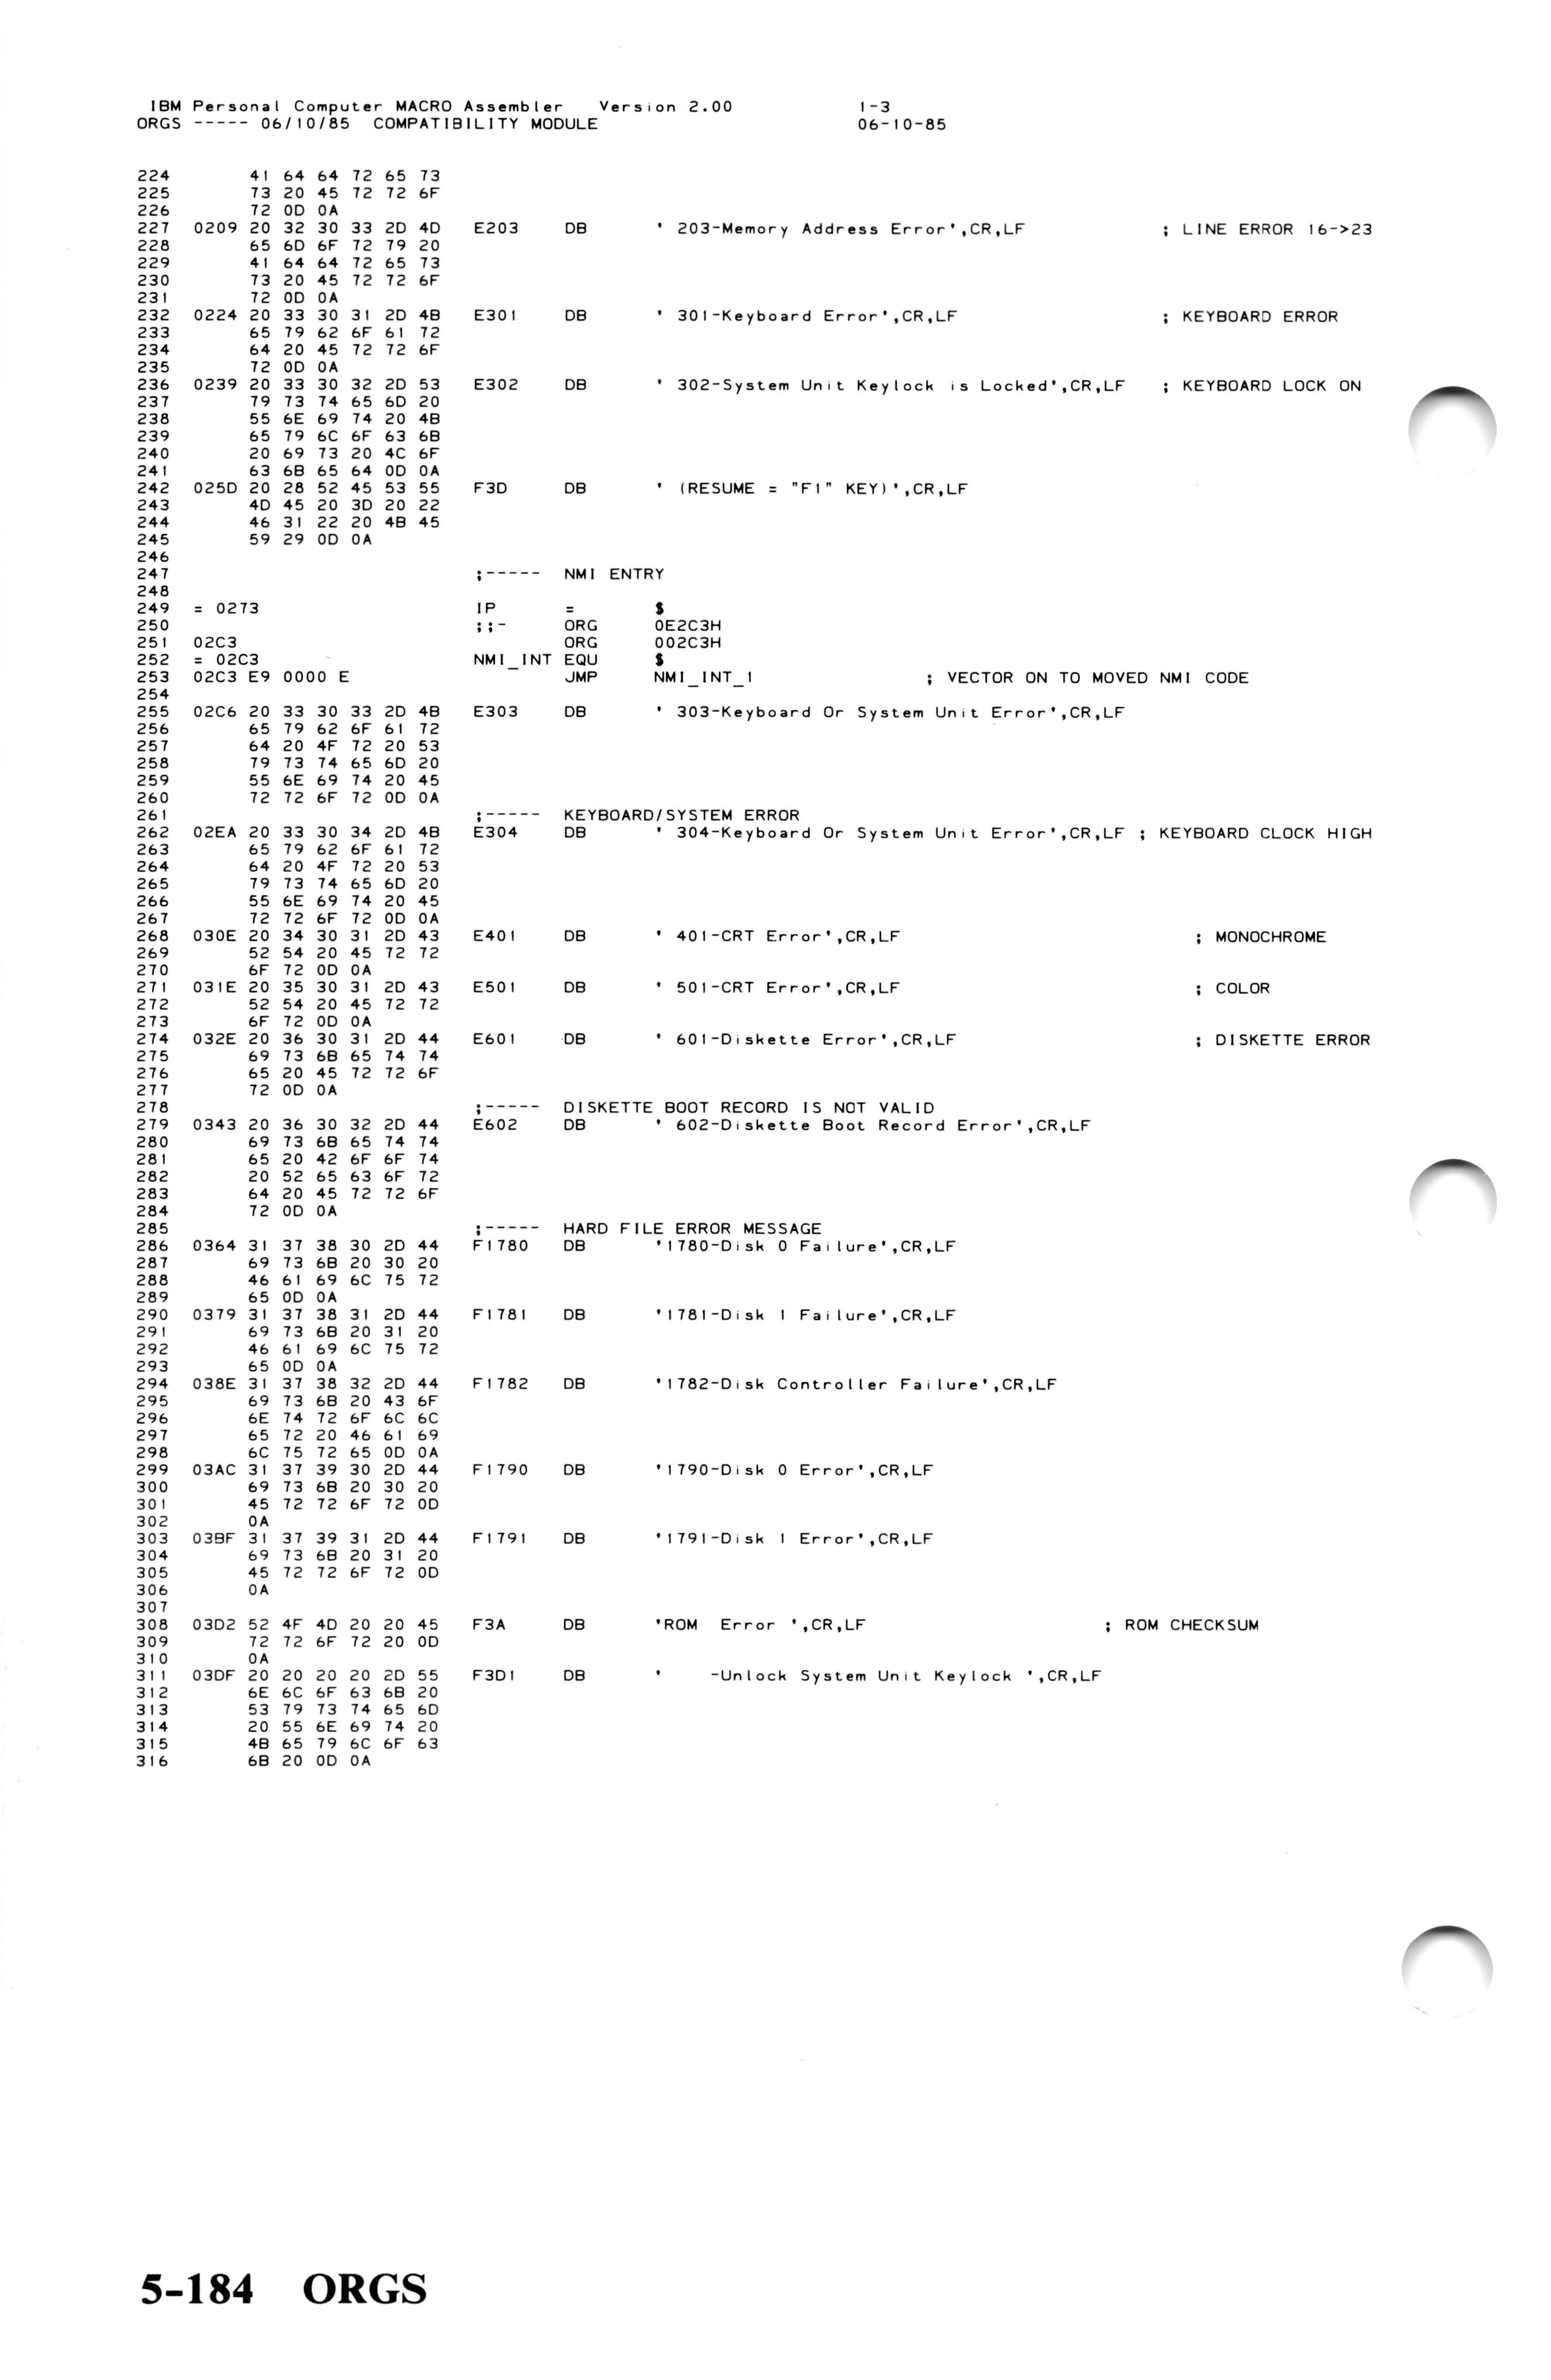 IBM Personal Computer MACRO Assembler   Version 2.00             1-3
ORGS ----- 06/10/85  COMPATIBILITY MODULE                        06-10-85
224       41 64 64 72 65 73
225       73 20 45 72 72 6F
226       72 0D 0A
227  0209 20 32 30 33 2D 4D   E203    DB      ' 203-Memory Address Error',CR,LF            ; LINE ERROR 16->23
228       65 6D 6F 72 79 20
229       41 64 64 72 65 73
230       73 20 45 72 72 6F
231       72 0D 0A
232  0224 20 33 30 31 2D 4B   E301    DB      ' 301-Keyboard Error',CR,LF                  ; KEYBOARD ERROR
233       65 79 62 6F 61 72
234       64 20 45 72 72 6F
235       72 0D 0A
236  0239 20 33 30 32 2D 53   E302    DB      ' 302-System Unit Keylock is Locked',CR,LF   ; KEYBOARD LOCK ON
237       79 73 74 65 6D 20
238       55 6E 69 74 20 4B
239       65 79 6C 6F 63 6B
240       20 69 73 20 4C 6F
241       63 6B 65 64 0D 0A
242  025D 20 28 52 45 53 55   F3D     DB      ' (RESUME = "F1" KEY)',CR,LF
243       4D 45 20 3D 20 22
244       46 31 22 20 4B 45
245       59 29 0D 0A
246
247                           ;-----  NMI ENTRY
248
249  = 0273                   IP      =       $
250                           ;;-     ORG     0E2C3H
251  02C3                             ORG     002C3H
252  = 02C3                   NMI_INT EQU     $
253  02C3 E9 0000 E                   JMP     NMI_INT_1               ; VECTOR ON TO MOVED NMI CODE
254
255  02C6 20 33 30 33 2D 4B   E303    DB      ' 303-Keyboard Or System Unit Error',CR,LF
256       65 79 62 6F 61 72
257       64 20 4F 72 20 53
258       79 73 74 65 6D 20
259       55 6E 69 74 20 45
260       72 72 6F 72 0D 0A
261                           ;-----  KEYBOARD/SYSTEM ERROR
262  02EA 20 33 30 34 2D 4B   E304    DB      ' 304-Keyboard Or System Unit Error',CR,LF ; KEYBOARD CLOCK HIGH
263       65 79 62 6F 61 72
264       64 20 4F 72 20 53
265       79 73 74 65 6D 20
266       55 6E 69 74 20 45
267       72 72 6F 72 0D 0A
268  030E 20 34 30 31 2D 43   E401    DB      ' 401-CRT Error',CR,LF                          ; MONOCHROME
269       52 54 20 45 72 72
270       6F 72 0D 0A
271  031E 20 35 30 31 2D 43   E501    DB      ' 501-CRT Error',CR,LF                          ; COLOR
272       52 54 20 45 72 72
273       6F 72 0D 0A
274  032E 20 36 30 31 2D 44   E601    DB      ' 601-Diskette Error',CR,LF                     ; DISKETTE ERROR
275       69 73 6B 65 74 74
276       65 20 45 72 72 6F
277       72 0D 0A
278                           ;-----  DISKETTE BOOT RECORD IS NOT VALID
279  0343 20 36 30 32 2D 44   E602    DB      ' 602-Diskette Boot Record Error',CR,LF
280       69 73 6B 65 74 74
281       65 20 42 6F 6F 74
282       20 52 65 63 6F 72
283       64 20 45 72 72 6F
284       72 0D 0A
285                           ;-----  HARD FILE ERROR MESSAGE
286  0364 31 37 38 30 2D 44   F1780   DB      '1780-Disk 0 Failure',CR,LF
287       69 73 6B 20 30 20
288       46 61 69 6C 75 72
289       65 0D 0A
290  0379 31 37 38 31 2D 44   F1781   DB      '1781-Disk 1 Failure',CR,LF
291       69 73 6B 20 31 20
292       46 61 69 6C 75 72
293       65 0D 0A
294  038E 31 37 38 32 2D 44   F1782   DB      '1782-Disk Controller Failure',CR,LF
295       69 73 6B 20 43 6F
296       6E 74 72 6F 6C 6C
297       65 72 20 46 61 69
298       6C 75 72 65 0D 0A
299  03AC 31 37 39 30 2D 44   F1790   DB      '1790-Disk 0 Error',CR,LF
300       69 73 6B 20 30 20
301       45 72 72 6F 72 0D
302       0A
303  03BF 31 37 39 31 2D 44   F1791   DB      '1791-Disk 1 Error',CR,LF
304       69 73 6B 20 31 20
305       45 72 72 6F 72 0D
306       0A
307
308  03D2 52 4F 4D 20 20 45   F3A     DB      'ROM  Error ',CR,LF                     ; ROM CHECKSUM
309       72 72 6F 72 20 0D
310       0A
311  03DF 20 20 20 20 2D 55   F3D1    DB      '    -Unlock System Unit Keylock ',CR,LF
312       6E 6C 6F 63 6B 20
313       53 79 73 74 65 6D
314       20 55 6E 69 74 20
315       4B 65 79 6C 6F 63
316       6B 20 0D 0A
5-184   ORGS